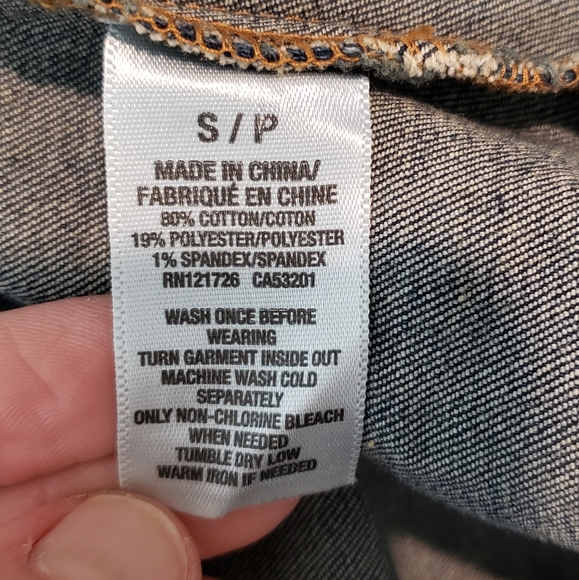 S / P
MADE IN CHINA/
FABRIQUÉ EN CHINE
80% COTTON/COTON
19% POLYESTER/POLYESTER
1% SPANDEX/SPANDEX
RN121726 CA53201
WASH ONCE BEFORE
WEARING
TURN GARMENT INSIDE OUT
MACHINE WASH COLD
SEPARATELY
ONLY NON-CHLORINE BLEACH
WHEN NEEDED
TUMBLE DRY LOW
WARM IRON IF NEEDED